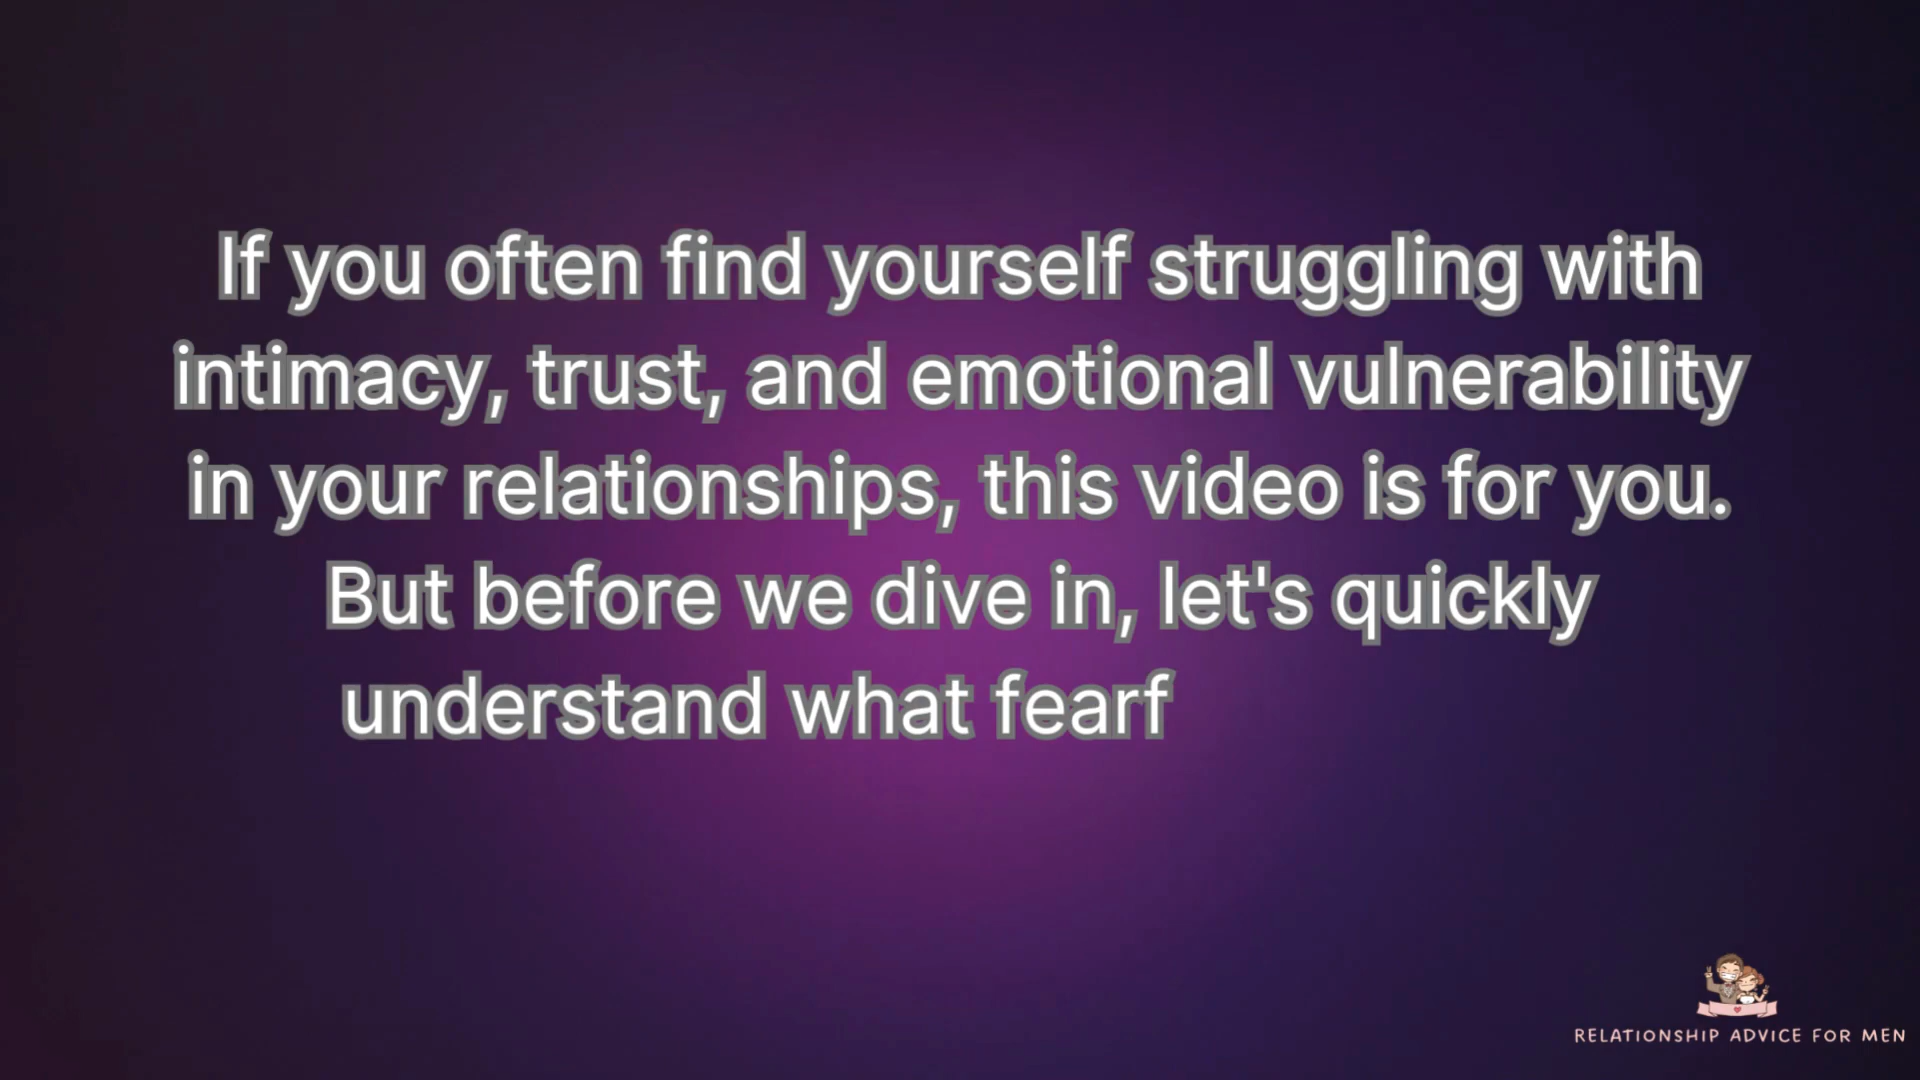 If you often find yourself struggling with
intimacy, trust, and emotional vulnerability
in your relationships, this video is for you.
But before we dive in, let's quickly
understand what fearf
RELATIONSHIP ADVICE FOR MEN